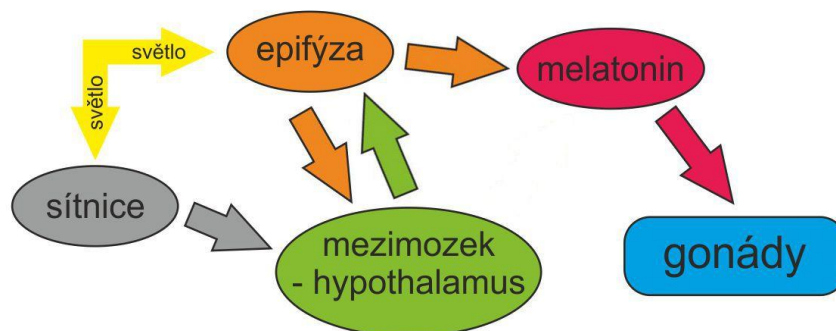 světlo
epifýza
melatonin
světlo
sítnice
mezimozek
- hypothalamus
gonády